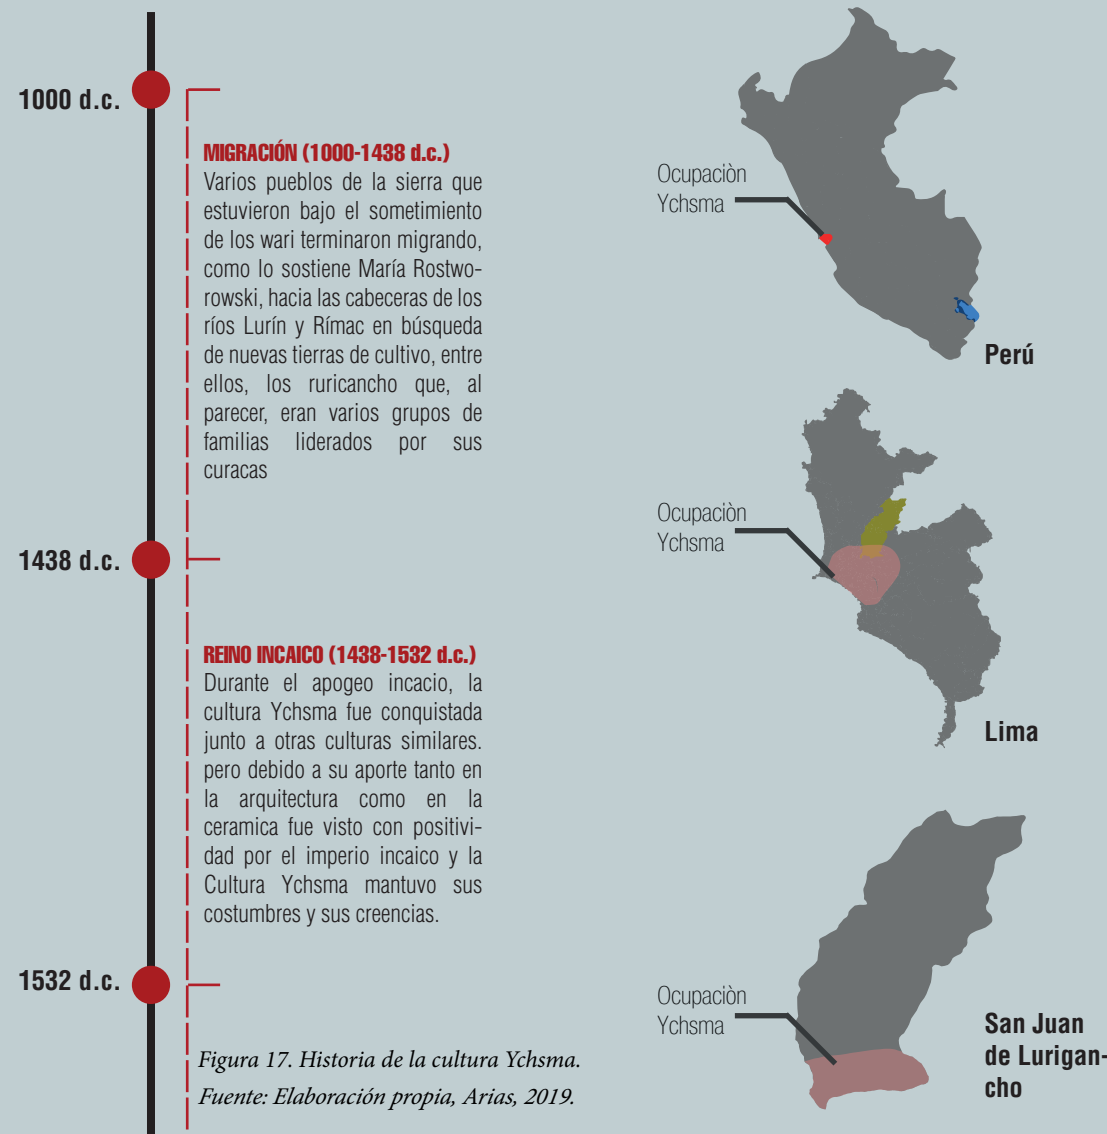 1000 d.c.
MIGRACIÓN (1000-1438 d.c.)
Varios pueblos de la sierra que
estuvieron bajo el sometimiento
de los wari terminaron migrando,
como lo sostiene María Rostwo-
rowski, hacia las cabeceras de los
ríos Lurín y Rímac en búsqueda
de nuevas tierras de cultivo, entre
ellos, los ruricancho que, al
parecer, eran varios grupos de
familias liderados por sus
curacas
1438 d.c.
REINO INCAICO (1438-1532 d.c.)
Durante el apogeo incacio, la
cultura Ychsma fue conquistada
junto a otras culturas similares.
pero debido a su aporte tanto en
la arquitectura como en la
ceramica fue visto con positivi-
dad por el imperio incaico y la
Cultura Ychsma mantuvo sus
costumbres y sus creencias.
1532 d.c.
Ocupaciòn
Ychsma
Perú
Ocupaciòn
Ychsma
Lima
Ocupaciòn
Ychsma
San Juan
de Lurigan-
cho
Figura 17. Historia de la cultura Ychsma.
Fuente: Elaboración propia, Arias, 2019.